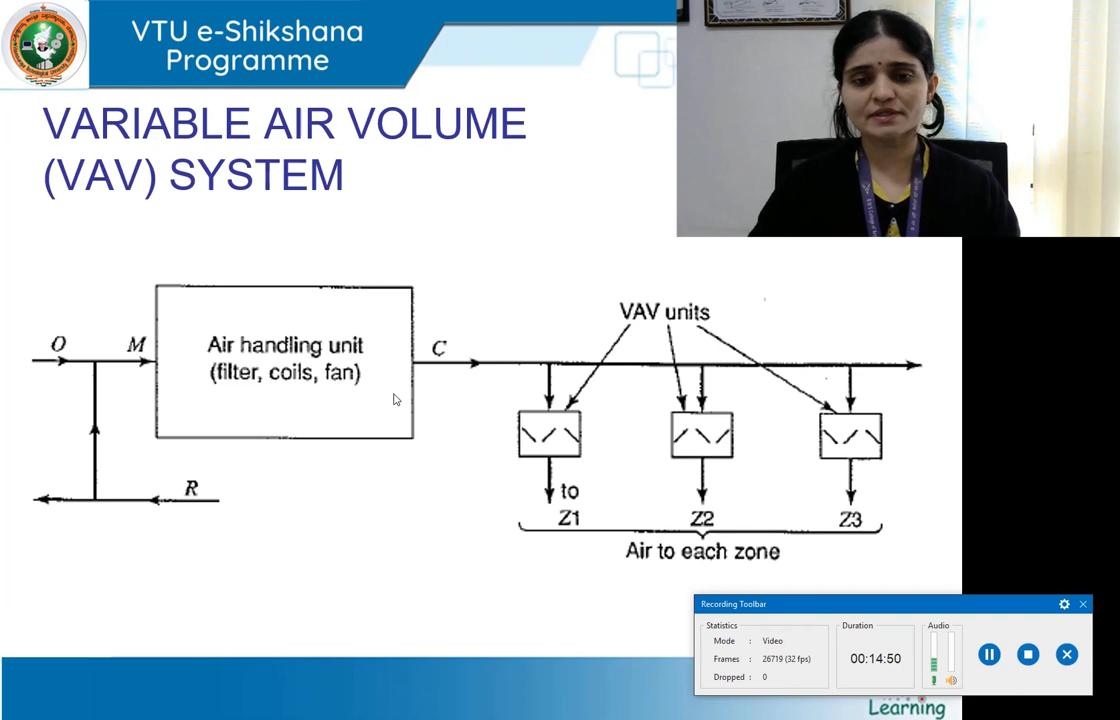 VTU e-Shikshana
Programme
VARIABLE AIR VOLUME
(VAV) SYSTEM
VAV units
O
M
Air handling unit
(filter, coils, fan)
C
R
to
Z1
Z2
Z3
Air to each zone
Recording Toolbar
Statistics
Mode : Video
Frames : 26719 (32 fps)
Dropped : 0
Duration
00:14:50
Audio
Learning